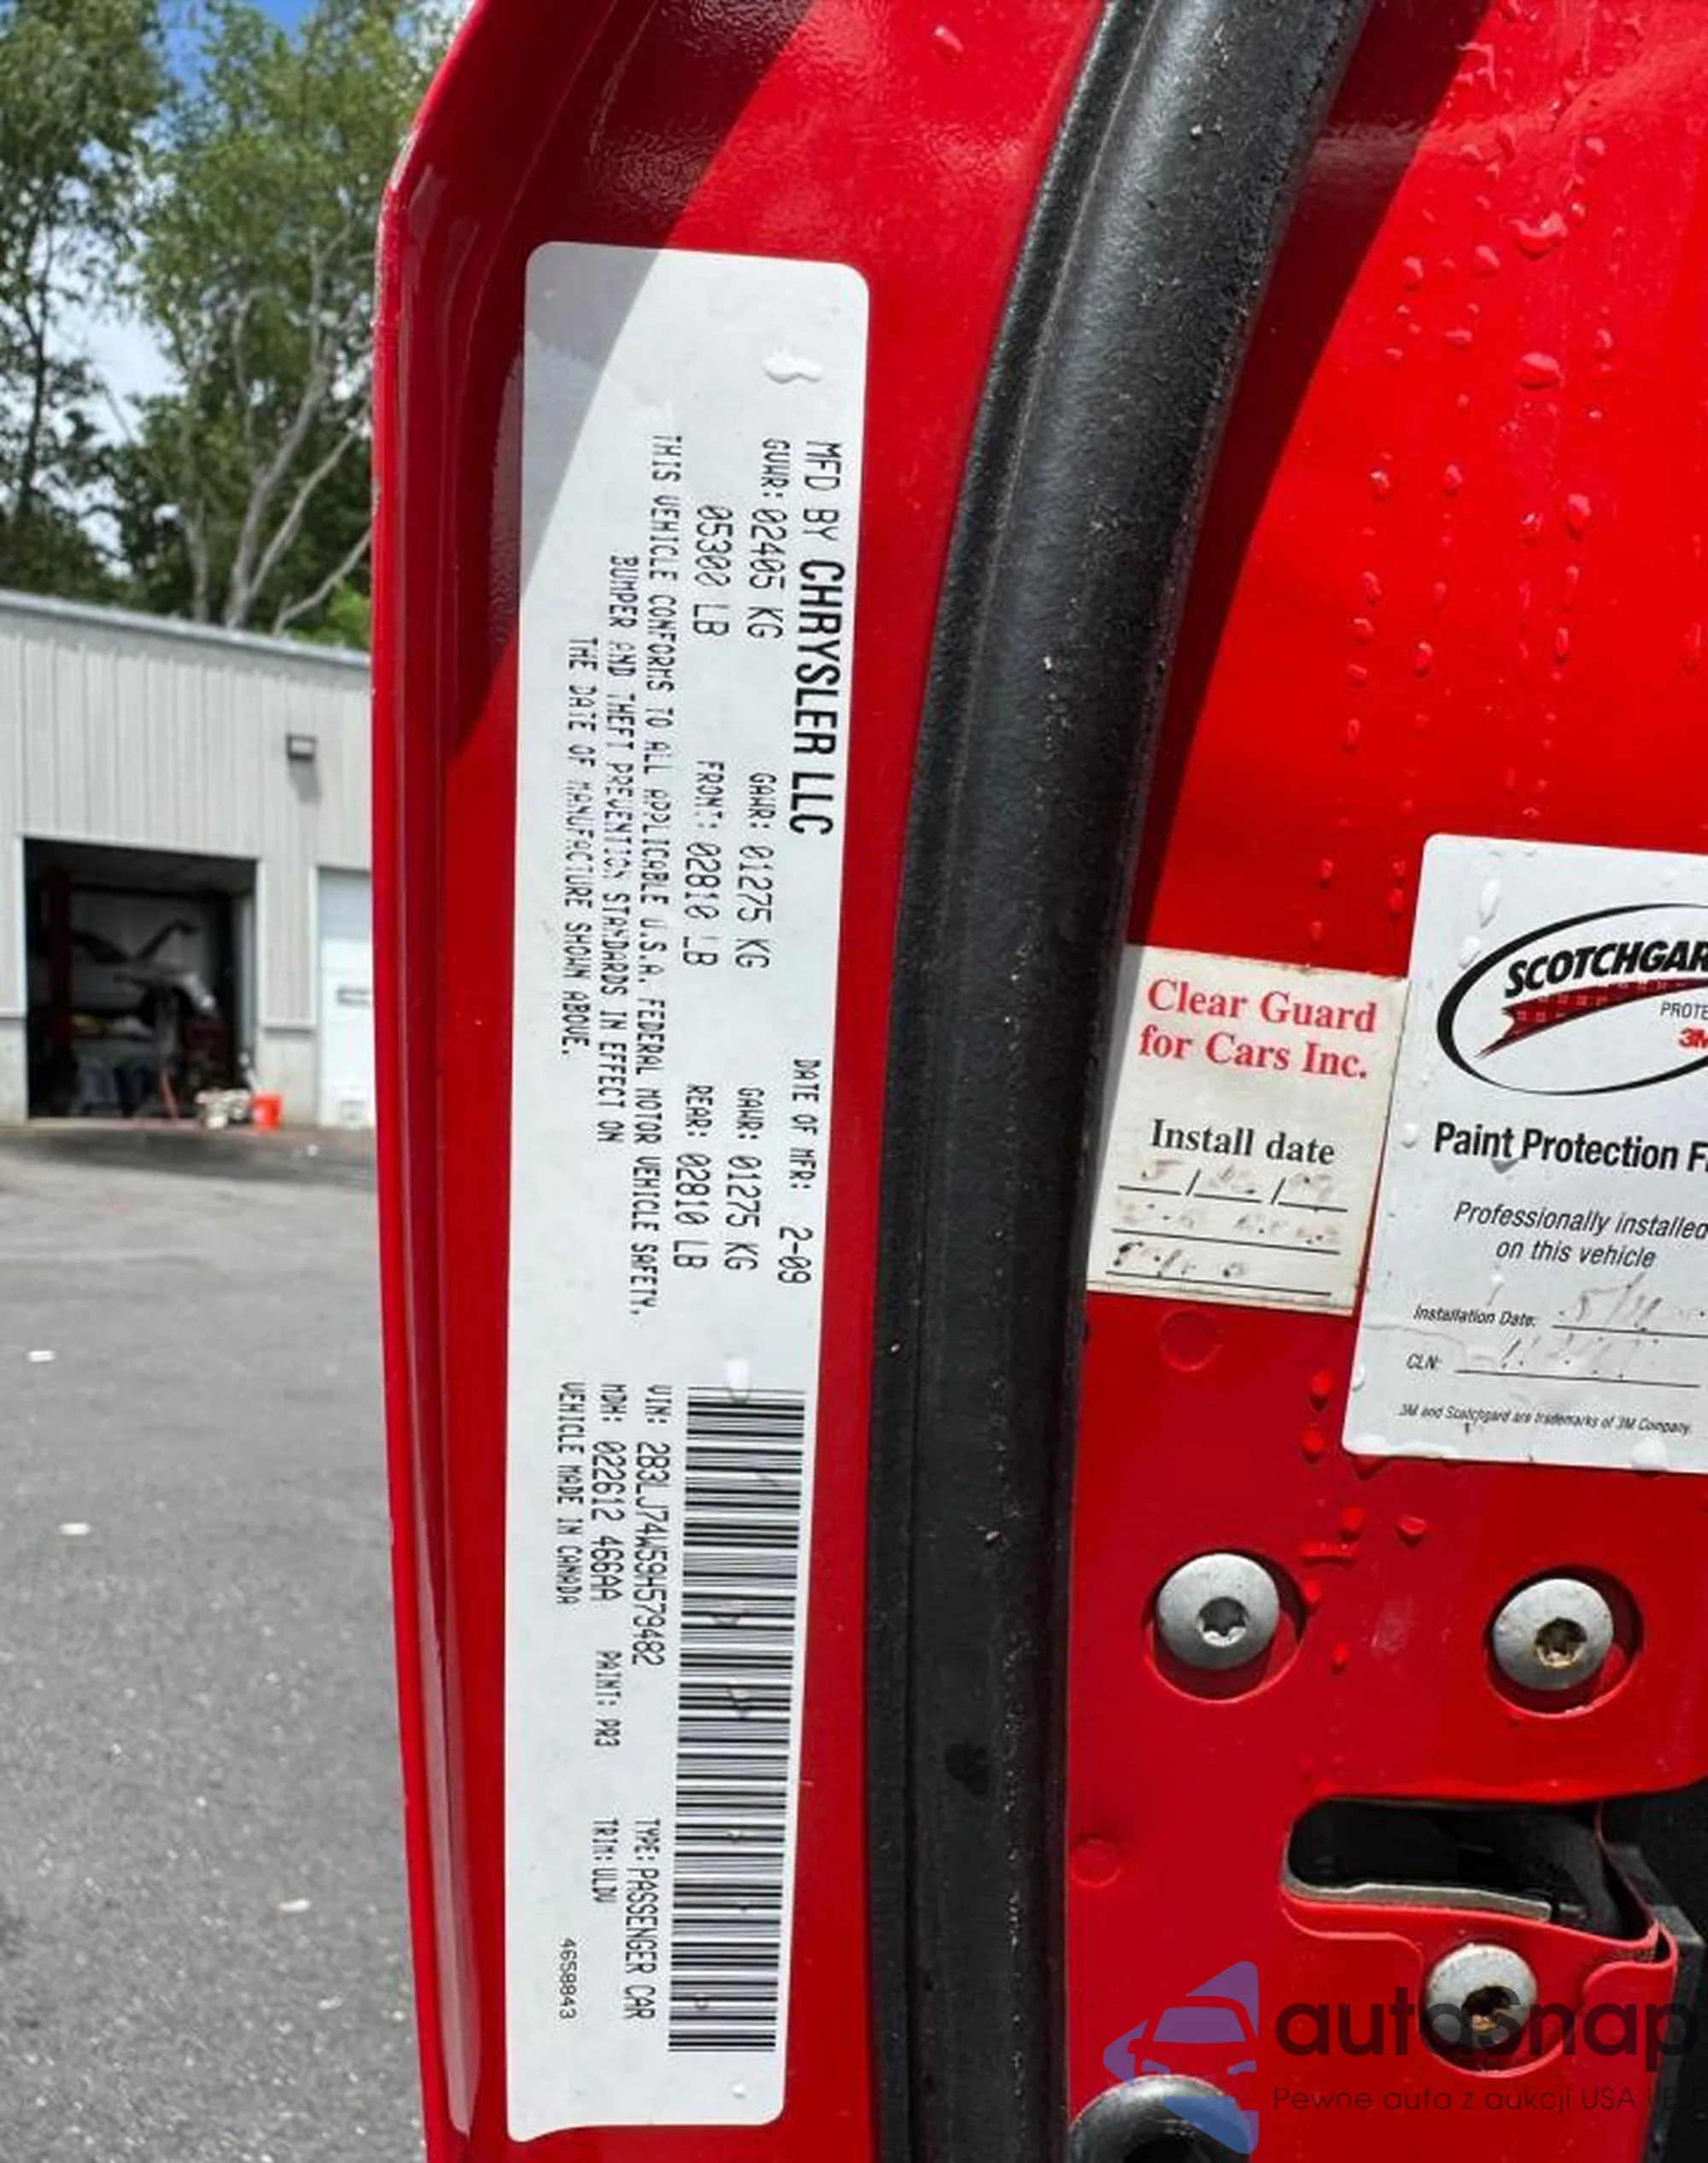 MFD BY CHRYSLER LLC DATE OF MFR: 2-09
GVWR: 02405 KG GAWR: 01275 KG GAWR: 01275 KG
05300 LB FRONT: 02810 LB REAR: 02810 LB
THIS VEHICLE CONFORMS TO ALL APPLICABLE U.S.A. FEDERAL MOTOR VEHICLE SAFETY,
BUMPER AND THEFT PREVENTION STANDARDS IN EFFECT ON
THE DATE OF MANUFACTURE SHOWN ABOVE.
VIN: 2B3LJ74W59H579482 TYPE: PASSENGER CAR
MDH: 022612 466AA PAINT: PR3 TRIM: ULDV
VEHICLE MADE IN CANADA 4658843
Clear Guard
for Cars Inc.
Install date
SCOTCHGAR
PROTE
3M
Paint Protection F
Professionally installed
on this vehicle
Installation Date:
CLN:
3M and Scotchgard are trademarks of 3M Company.
autoSnap
Pewne auta z aukcji USA i E